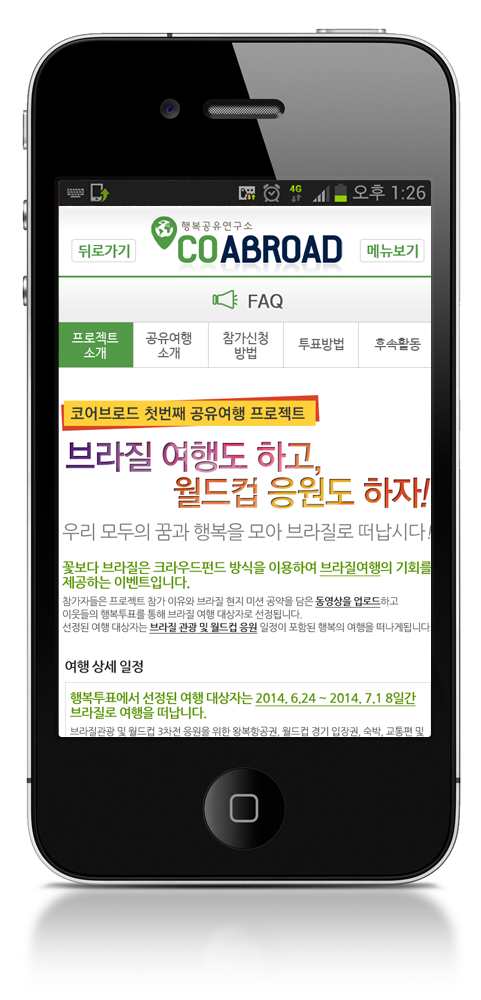 4G 오후 1:26
행복공유연구소
뒤로가기 COABROAD 메뉴보기
FAQ
프로젝트 소개 공유여행 소개 참가신청 방법 투표방법 후속활동
코어브로드 첫번째 공유여행 프로젝트
브라질 여행도 하고,
월드컵 응원도 하자!
우리 모두의 꿈과 행복을 모아 브라질로 떠납시다!
꽃보다 브라질은 크라우드펀드 방식을 이용하여 브라질여행의 기회를
제공하는 이벤트입니다.
참가자들은 프로젝트 참가 이유와 브라질 현지 미션 공약을 담은 동영상을 업로드하고
이웃들의 행복투표를 통해 브라질 여행 대상자로 선정됩니다.
선정된 여행 대상자는 브라질 관광 및 월드컵 응원 일정이 포함된 행복의 여행을 떠나게됩니다.
여행 상세 일정
행복투표에서 선정된 여행 대상자는 2014. 6.24 ~ 2014. 7.1 8일간
브라질로 여행을 떠납니다.
브라질관광 및 월드컵 3차전 응원을 위한 왕복항공권, 월드컵 경기 입장권, 숙박, 교통편 및